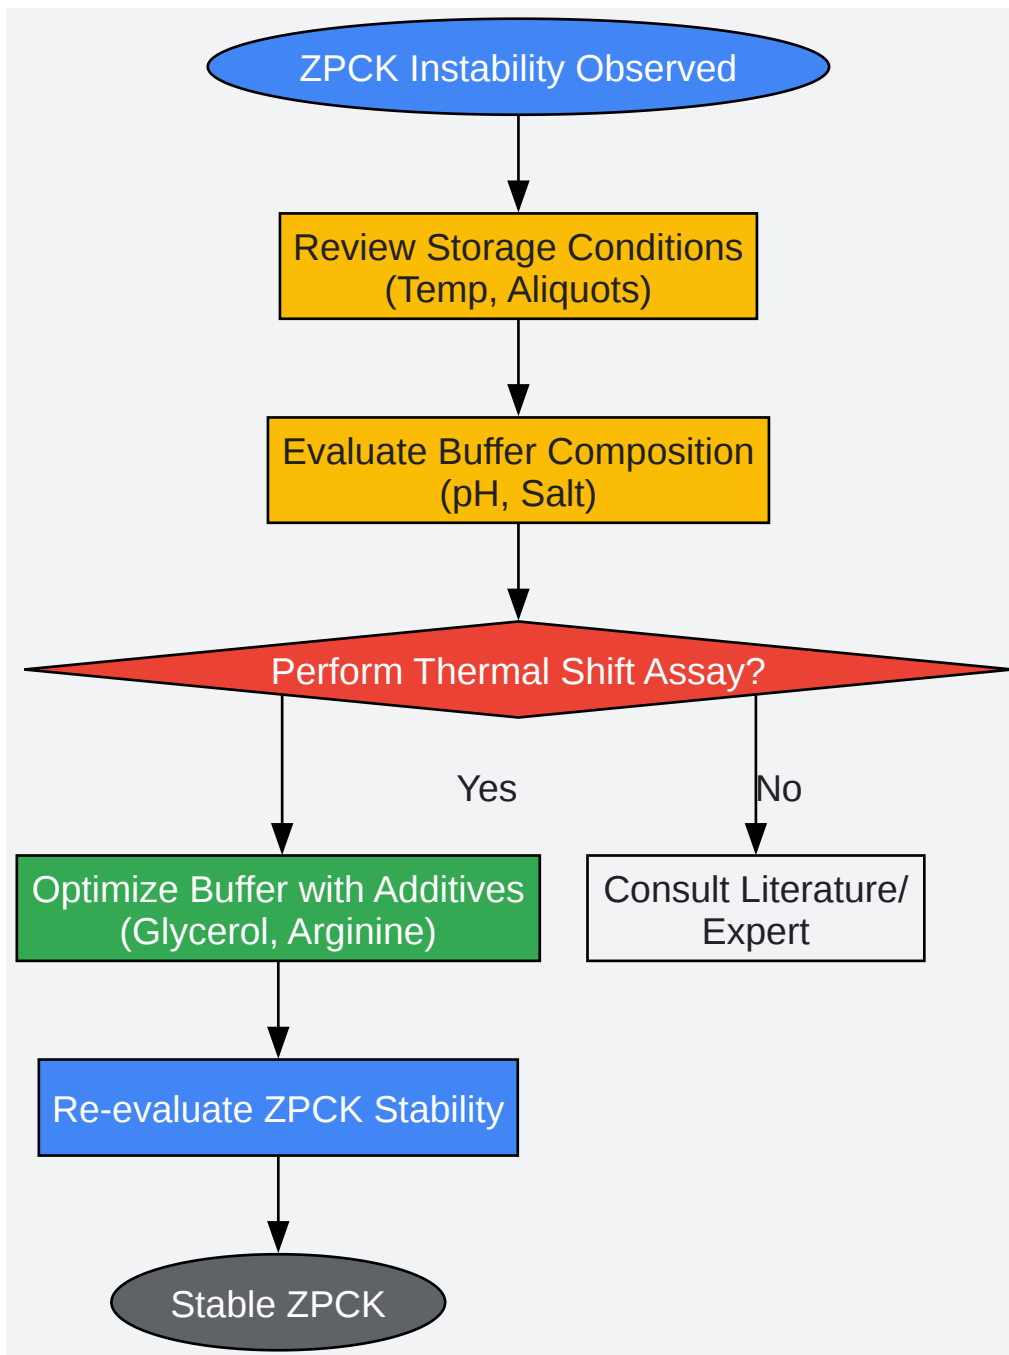 ZPCK Instability Observed
Review Storage Conditions
(Temp, Aliquots)
Evaluate Buffer Composition
(pH, Salt)
Perform Thermal Shift Assay?
Yes
No
Optimize Buffer with Additives
(Glycerol, Arginine)
Consult Literature/
Expert
Re-evaluate ZPCK Stability
Stable ZPCK